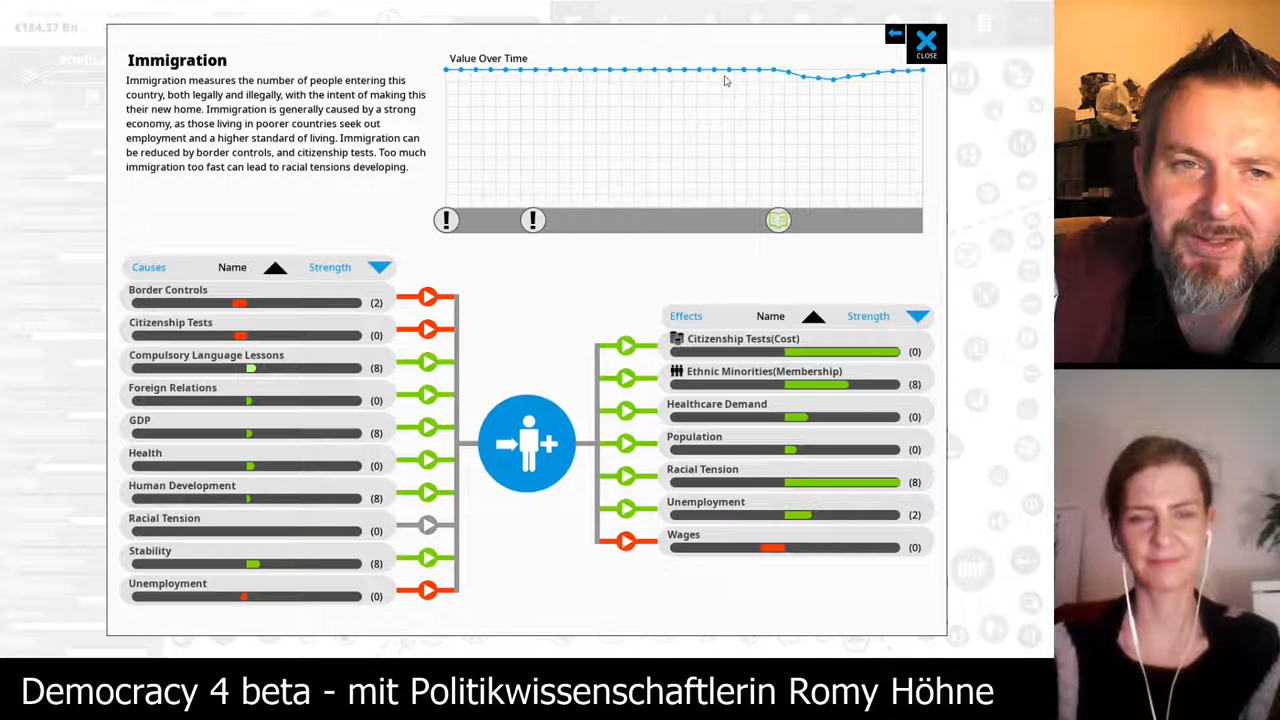 €184.37 Bn
CLOSE
Immigration
Immigration measures the number of people entering this
country, both legally and illegally, with the intent of making this
their new home. Immigration is generally caused by a strong
economy, as those living in poorer countries seek out
employment and a higher standard of living. Immigration can
be reduced by border controls, and citizenship tests. Too much
immigration too fast can lead to racial tensions developing.
Value Over Time
! !
Causes Name Strength
Border Controls
(2)
Citizenship Tests
(0)
Compulsory Language Lessons
(8)
Foreign Relations
(0)
GDP
(8)
Health
(0)
Human Development
(8)
Racial Tension
(0)
Stability
(8)
Unemployment
(0)
Effects Name Strength
Citizenship Tests(Cost)
(0)
Ethnic Minorities(Membership)
(8)
Healthcare Demand
(0)
Population
(0)
Racial Tension
(8)
Unemployment
(2)
Wages
(0)
Democracy 4 beta - mit Politikwissenschaftlerin Romy Höhne